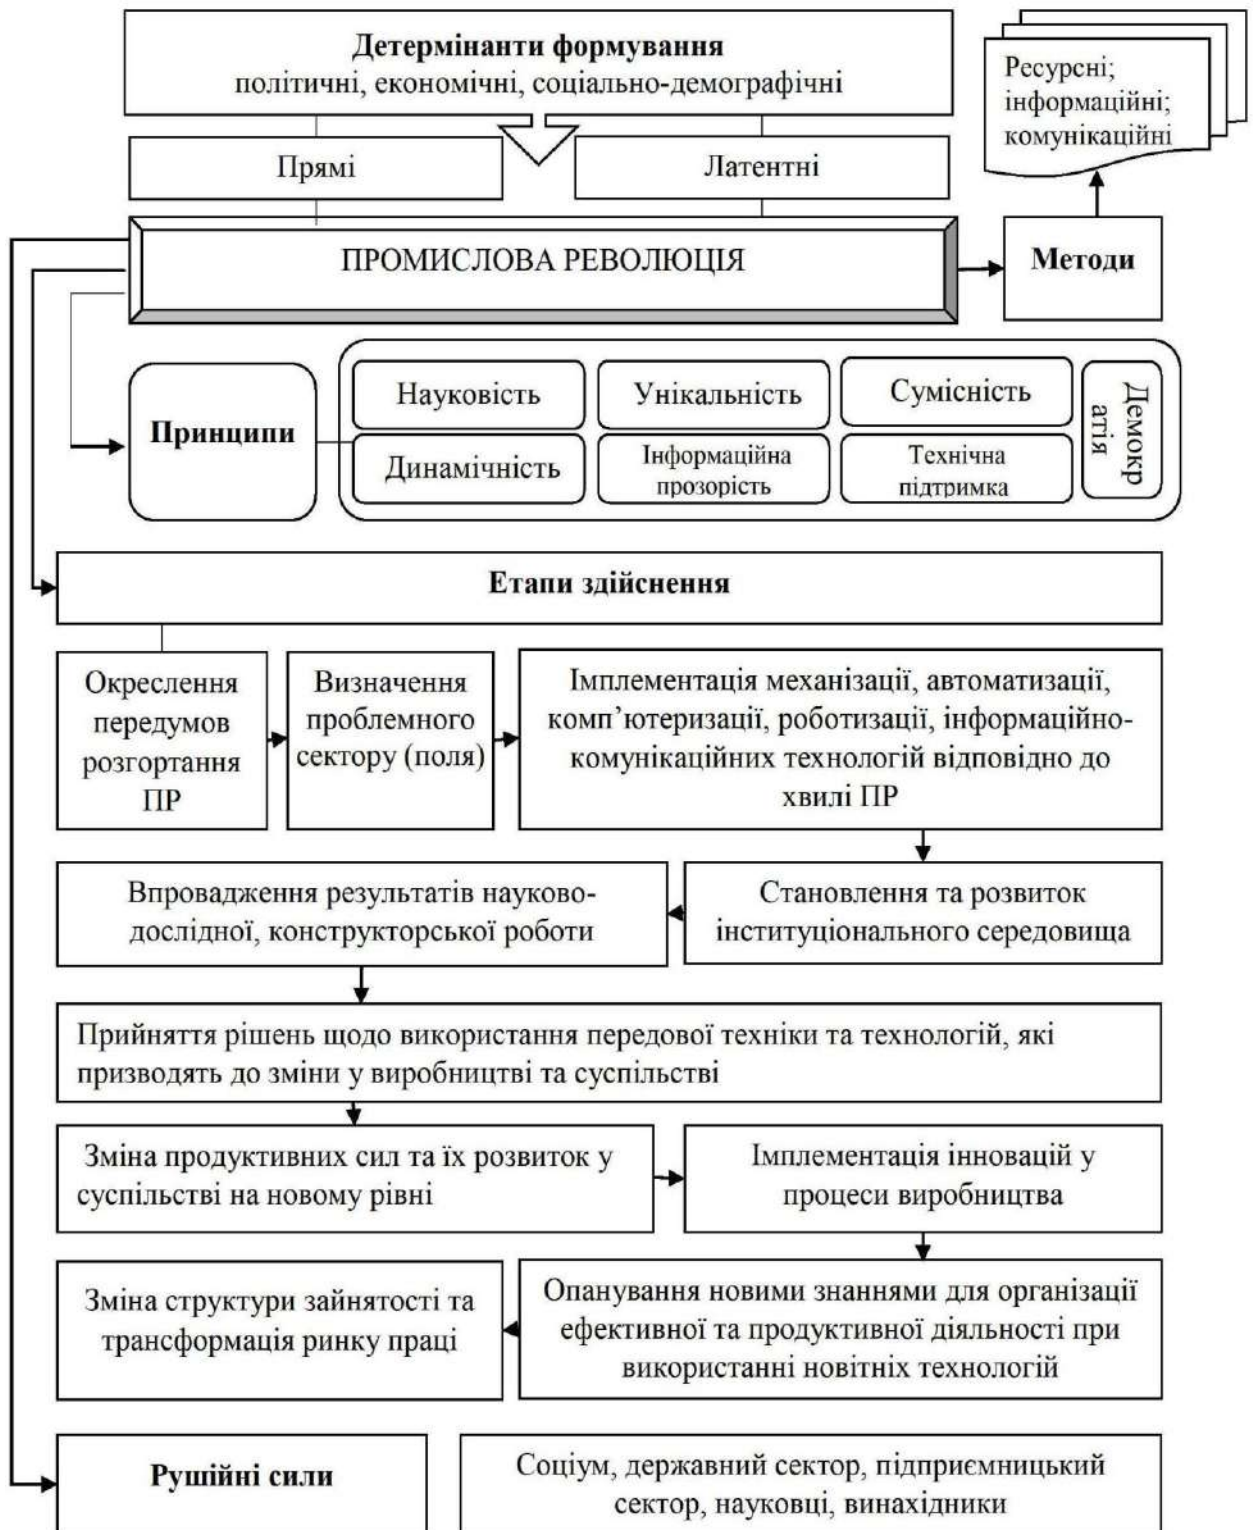 Детермінанти формування
політичні, економічні, соціально-демографічні
Ресурсні;
інформаційні;
комунікаційні
Прямі
Латентні
ПРОМИСЛОВА РЕВОЛЮЦІЯ
Методи
Принципи
Науковість
Унікальність
Сумісність
Демокр
атія
Динамічність
Інформаційна
прозорість
Технічна
підтримка
Етапи здійснення
Окреслення
передумов
розгортання
ПР
Визначення
проблемного
сектору (поля)
Імплементація механізації, автоматизації,
комп’ютеризації, роботизації, інформаційно-
комунікаційних технологій відповідно до
хвилі ПР
Впровадження результатів науково-
дослідної, конструкторської роботи
Становлення та розвиток
інституціонального середовища
Прийняття рішень щодо використання передової техніки та технологій, які
призводять до зміни у виробництві та суспільстві
Зміна продуктивних сил та їх розвиток у
суспільстві на новому рівні
Імплементація інновацій у
процеси виробництва
Зміна структури зайнятості та
трансформація ринку праці
Опанування новими знаннями для організації
ефективної та продуктивної діяльності при
використанні новітніх технологій
Рушійні сили
Соціум, державний сектор, підприємницький
сектор, науковці, винахідники